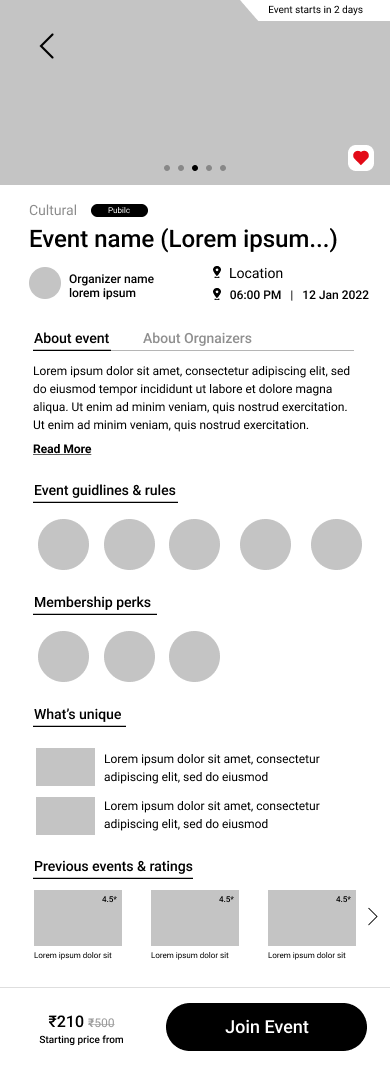 Event starts in 2 days
Cultural
Pubilc
Event name (Lorem ipsum...)
Organizer name
lorem ipsum
Location
06:00 PM | 12 Jan 2022
About event
About Orgnaizers
Lorem ipsum dolor sit amet, consectetur adipiscing elit, sed
do eiusmod tempor incididunt ut labore et dolore magna
aliqua. Ut enim ad minim veniam, quis nostrud exercitation.
Ut enim ad minim veniam, quis nostrud exercitation.
Read More
Event guidlines & rules
Membership perks
What's unique
Lorem ipsum dolor sit amet, consectetur
adipiscing elit, sed do eiusmod
Lorem ipsum dolor sit amet, consectetur
adipiscing elit, sed do eiusmod
Previous events & ratings
4.5*
4.5*
4.5*
Lorem ipsum dolor sit
Lorem ipsum dolor sit
Lorem ipsum dolor sit
₹210 ₹500
Starting price from
Join Event